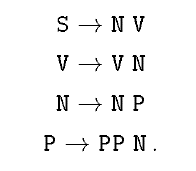 S → N V
V → V N
N → N P
P → PP N .